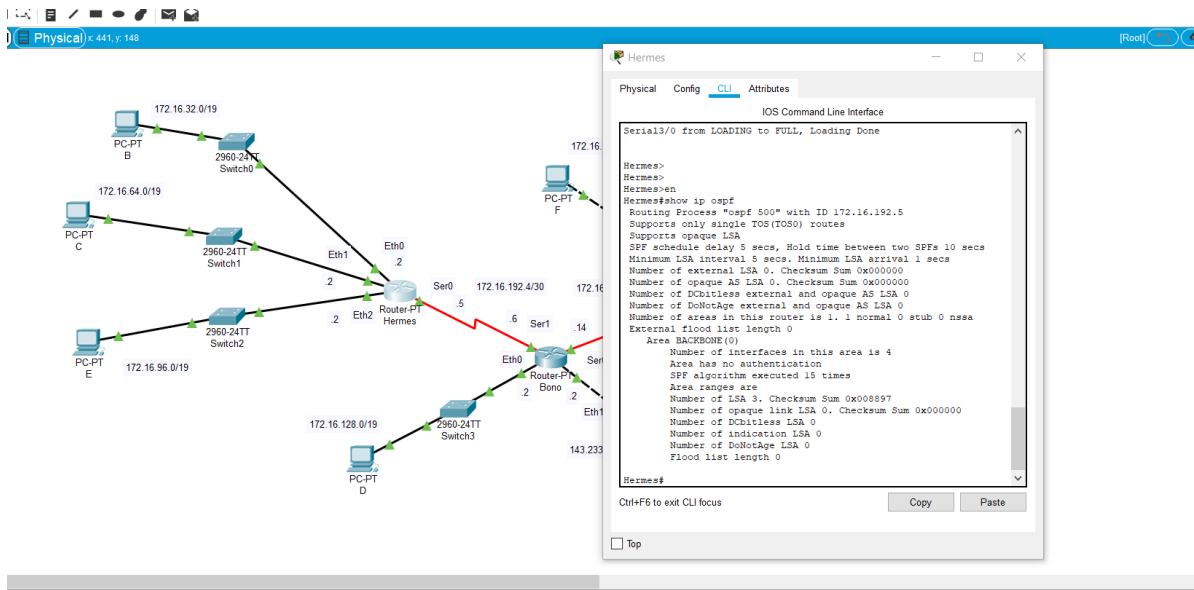 Physical x: 441, y: 148
[Root]
172.16.32.0/19
PC-PT
B
2960-24TT
Switch0
172.16.64.0/19
PC-PT
C
2960-24TT
Switch1
Eth1
Eth0
.2
.2
Ser0
172.16.192.4/30
.5
Router-PT
Hermes
.2
Eth2
2960-24TT
Switch2
PC-PT
E
172.16.96.0/19
.6
Ser1
.14
Eth0
Router-PT
Bono
.2
.2
Eth1
172.16.128.0/19
2960-24TT
Switch3
PC-PT
D
143.233
172.16.
PC-PT
F
172.16
Hermes
Physical Config CLI Attributes
IOS Command Line Interface
Serial3/0 from LOADING to FULL, Loading Done
Hermes>
Hermes>
Hermes>en
Hermes#show ip ospf
Routing Process "ospf 500" with ID 172.16.192.5
Supports only single TOS(TOS0) routes
Supports opaque LSA
SPF schedule delay 5 secs, Hold time between two SPFs 10 secs
Minimum LSA interval 5 secs. Minimum LSA arrival 1 secs
Number of external LSA 0. Checksum Sum 0x000000
Number of opaque AS LSA 0. Checksum Sum 0x000000
Number of DCbitless external and opaque AS LSA 0
Number of DoNotAge external and opaque AS LSA 0
Number of areas in this router is 1. 1 normal 0 stub 0 nssa
External flood list length 0
Area BACKBONE(0)
Number of interfaces in this area is 4
Area has no authentication
SPF algorithm executed 15 times
Area ranges are
Number of LSA 3. Checksum Sum 0x008897
Number of opaque link LSA 0. Checksum Sum 0x000000
Number of DCbitless LSA 0
Number of indication LSA 0
Number of DoNotAge LSA 0
Flood list length 0
Hermes#
Ctrl+F6 to exit CLI focus
Copy Paste
Top